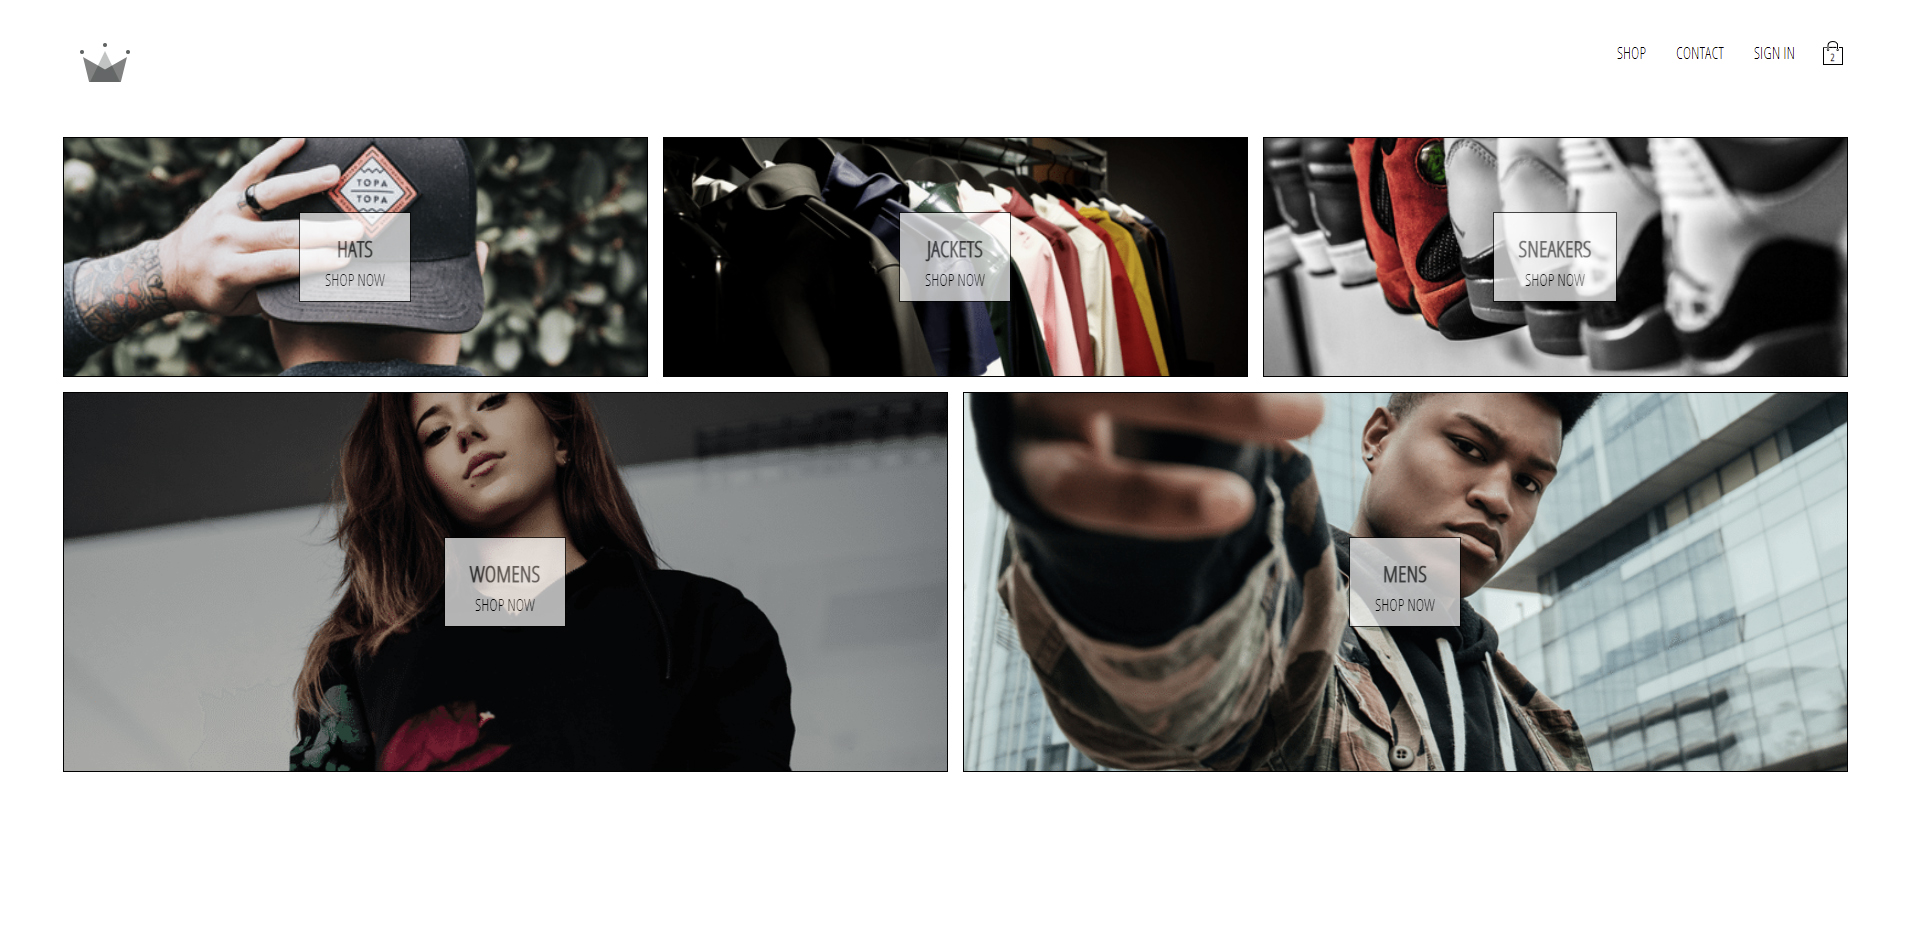 SHOP
CONTACT
SIGN IN
2
TOPA
TOPA
HATS
SHOP NOW
JACKETS
SHOP NOW
SNEAKERS
SHOP NOW
WOMENS
SHOP NOW
MENS
SHOP NOW